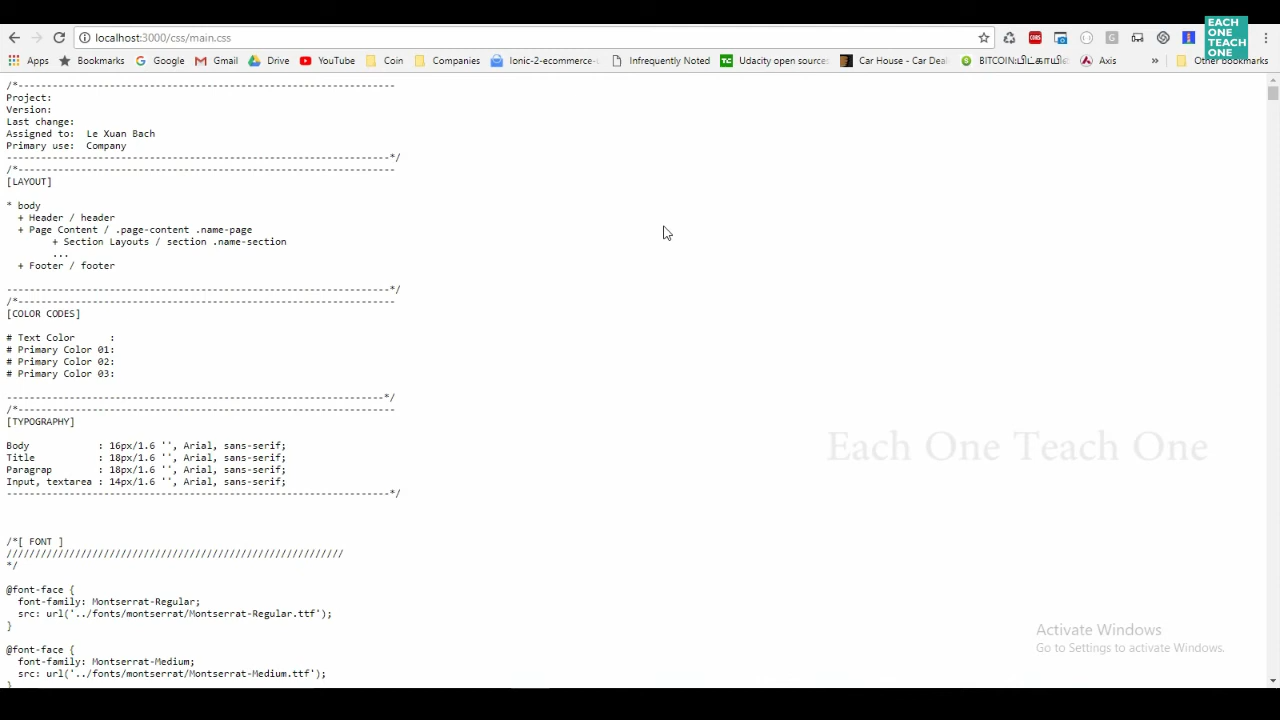 EACH
ONE
TEACH
ONE
localhost:3000/css/main.css
Apps Bookmarks Google Gmail Drive YouTube Coin Companies Ionic-2-ecommerce- Infrequently Noted Udacity open source Car House - Car Deal Axis » Other bookmarks
/*------------------------------------------------------------------
Project:
Version:
Last change:
Assigned to:  Le Xuan Bach
Primary use:  Company
-------------------------------------------------------------------*/
/*------------------------------------------------------------------
[LAYOUT]
* body
  + Header / header
  + Page Content / .page-content .name-page
        + Section Layouts / section .name-section
        ...
  + Footer / footer
-------------------------------------------------------------------*/
/*------------------------------------------------------------------
[COLOR CODES]
# Text Color      :
# Primary Color 01:
# Primary Color 02:
# Primary Color 03:
------------------------------------------------------------------*/
/*------------------------------------------------------------------
[TYPOGRAPHY]
Body            : 16px/1.6 '', Arial, sans-serif;
Title           : 18px/1.6 '', Arial, sans-serif;
Paragrap        : 18px/1.6 '', Arial, sans-serif;
Input, textarea : 14px/1.6 '', Arial, sans-serif;
-------------------------------------------------------------------*/
Each One Teach One
/*[ FONT ]
///////////////////////////////////////////////////////////
*/
@font-face {
  font-family: Montserrat-Regular;
  src: url('../fonts/montserrat/Montserrat-Regular.ttf');
}
@font-face {
  font-family: Montserrat-Medium;
  src: url('../fonts/montserrat/Montserrat-Medium.ttf');
}
Activate Windows
Go to Settings to activate Windows.